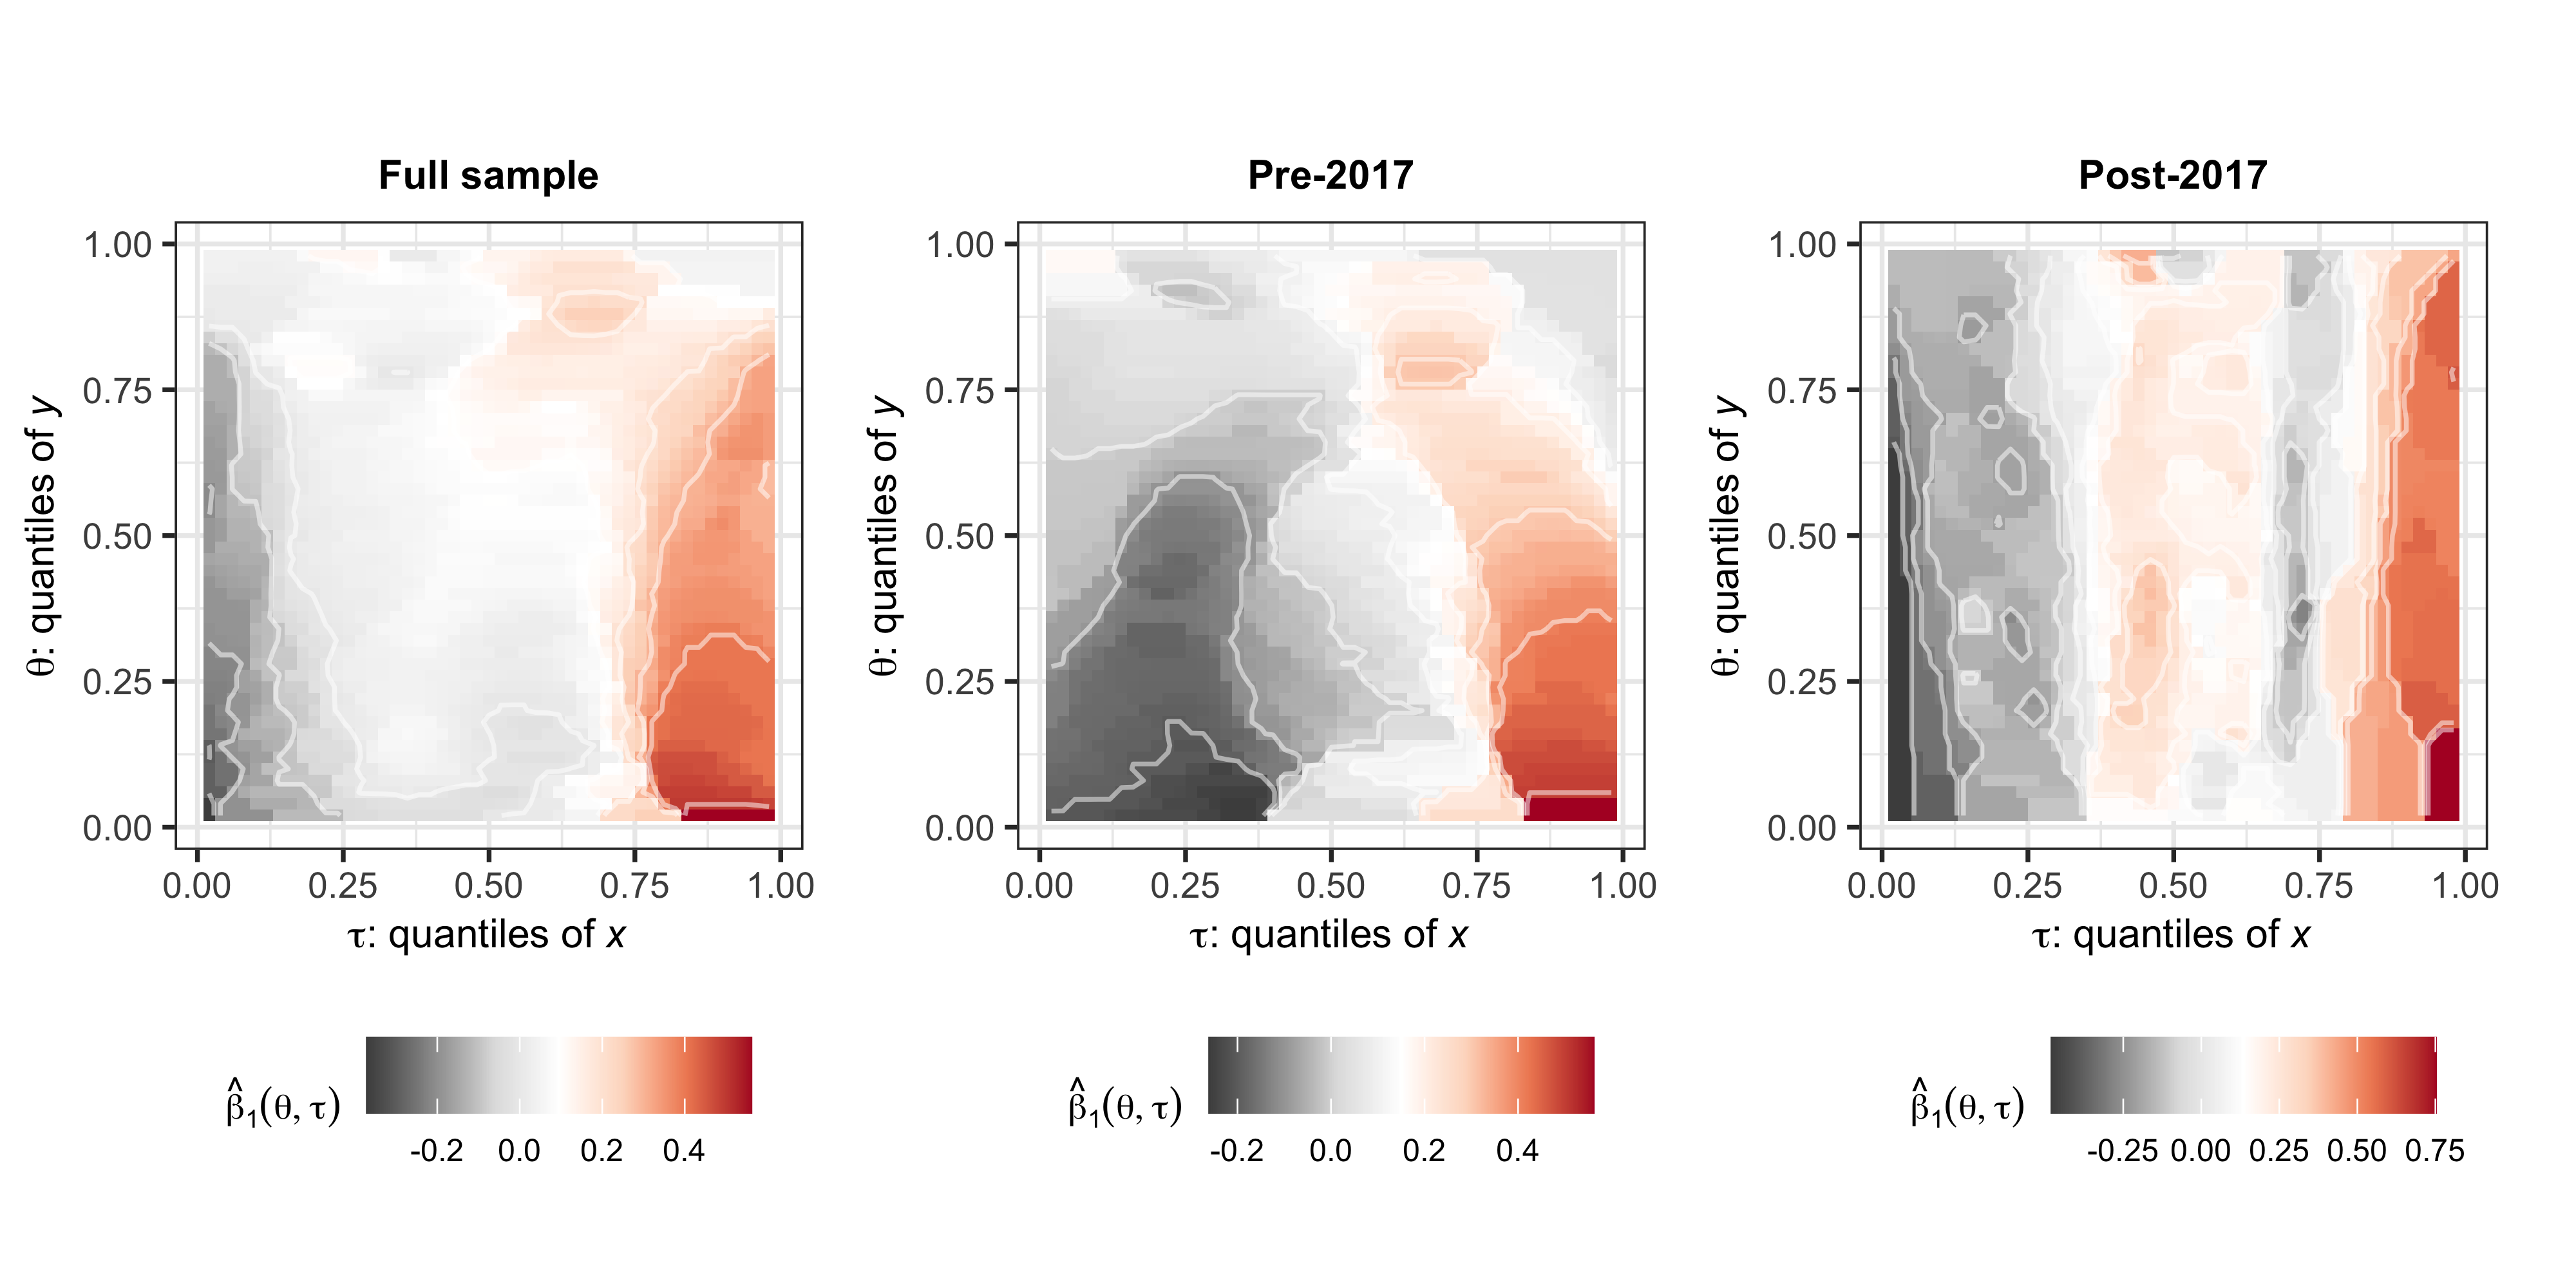 Full sample
1.00
0.75
0.50
0.25
0.00
θ: quantiles of y
0.00 0.25 0.50 0.75 1.00
τ: quantiles of x
β̂₁(θ, τ)
-0.2 0.0 0.2 0.4
Pre-2017
1.00
0.75
0.50
0.25
0.00
θ: quantiles of y
0.00 0.25 0.50 0.75 1.00
τ: quantiles of x
β̂₁(θ, τ)
-0.2 0.0 0.2 0.4
Post-2017
1.00
0.75
0.50
0.25
0.00
θ: quantiles of y
0.00 0.25 0.50 0.75 1.00
τ: quantiles of x
β̂₁(θ, τ)
-0.25 0.00 0.25 0.50 0.75